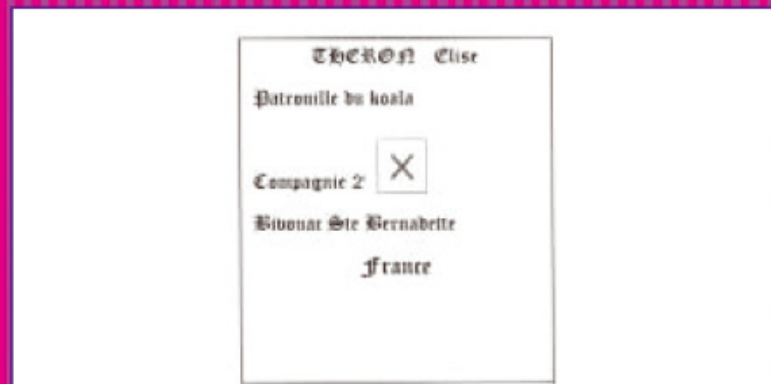 THERON Elise
Patrouille du koala
Compagnie 2 X
Bivouac Ste Bernadette
France